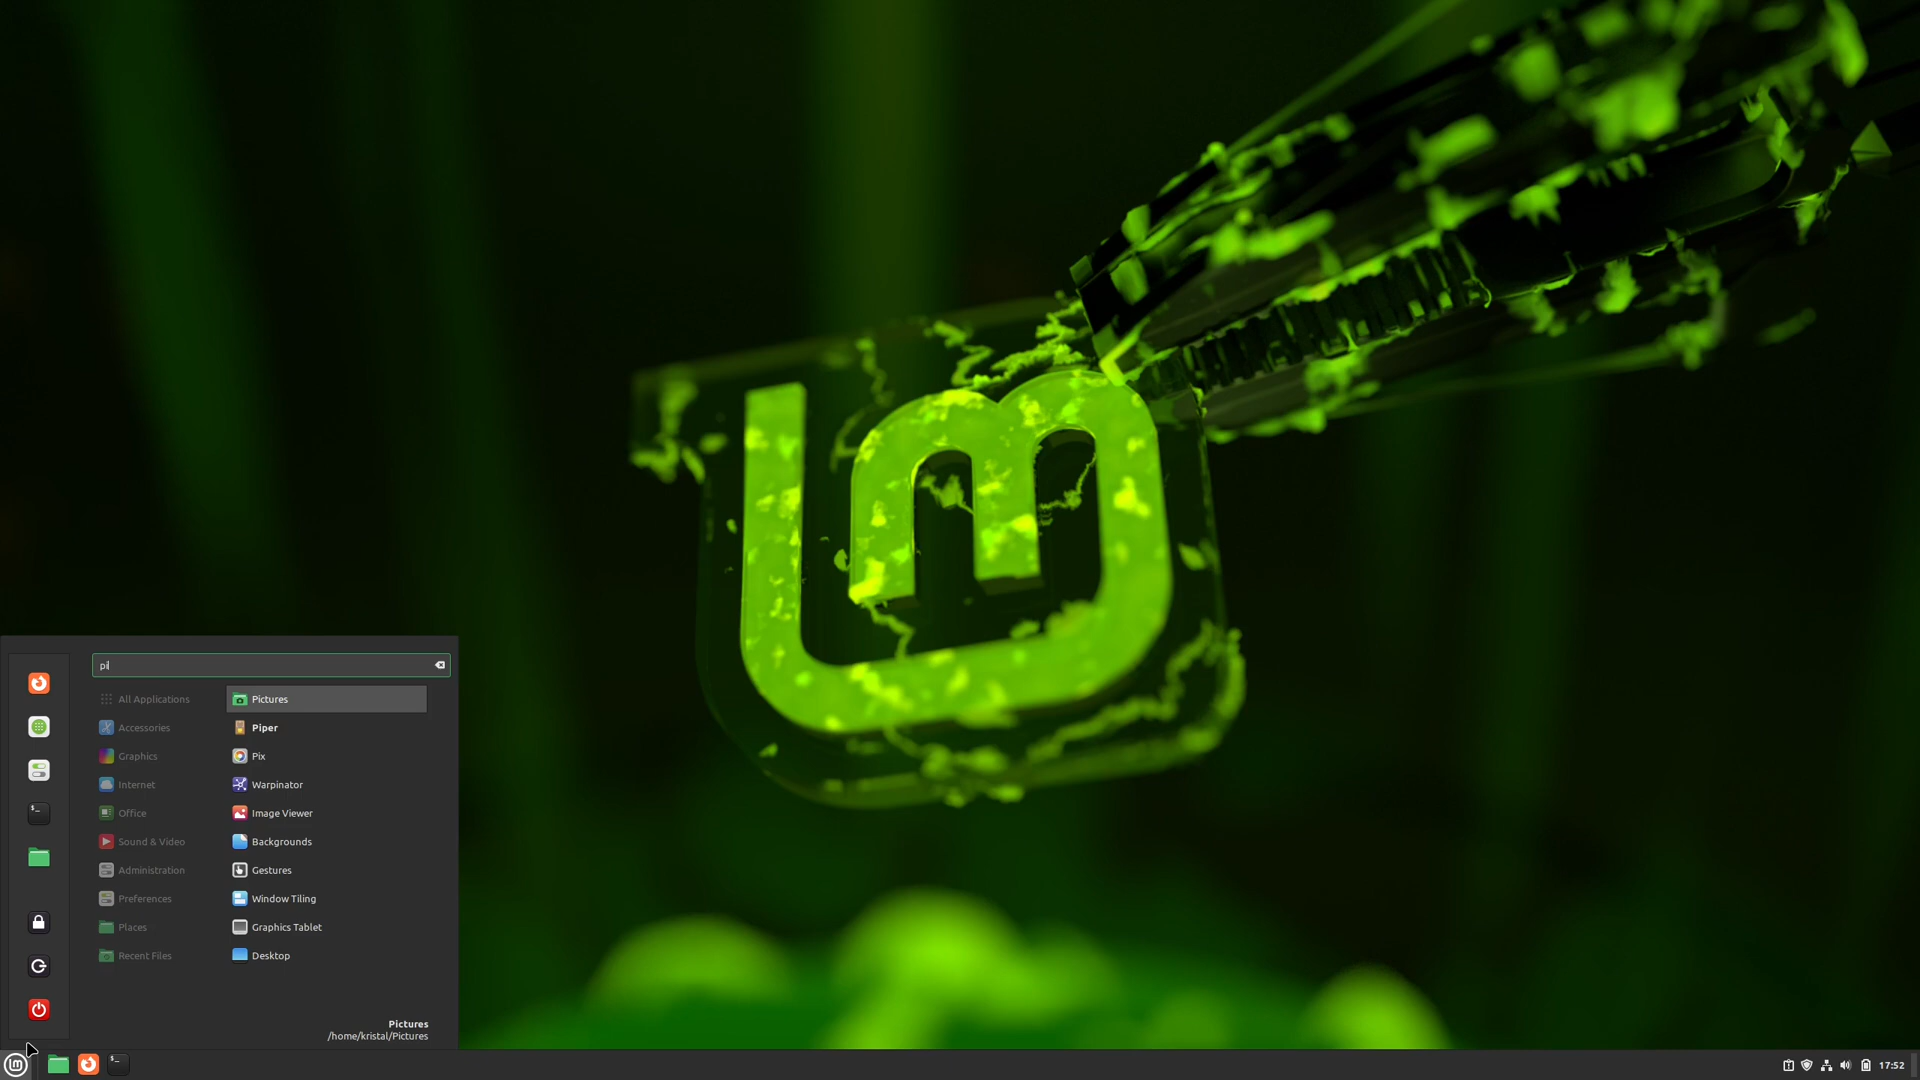 pi
All Applications
Accessories
Graphics
Internet
Office
Sound & Video
Administration
Preferences
Places
Recent Files
Pictures
Piper
Pix
Warpinator
Image Viewer
Backgrounds
Gestures
Window Tiling
Graphics Tablet
Desktop
Pictures
/home/kristal/Pictures
17:52